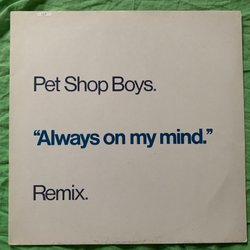 Pet Shop Boys.
“Always on my mind.”
Remix.